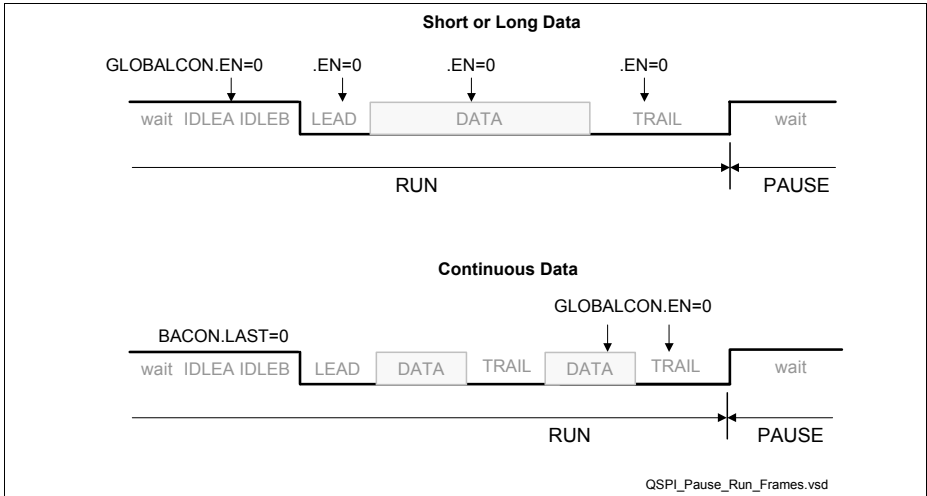 Short or Long Data
GLOBALCON.EN=0 .EN=0 .EN=0 .EN=0
wait IDLEA IDLEB LEAD DATA TRAIL wait
RUN PAUSE
Continuous Data
GLOBALCON.EN=0
BACON.LAST=0
wait IDLEA IDLEB LEAD DATA TRAIL DATA TRAIL wait
RUN PAUSE
QSPI_Pause_Run_Frames.vsd